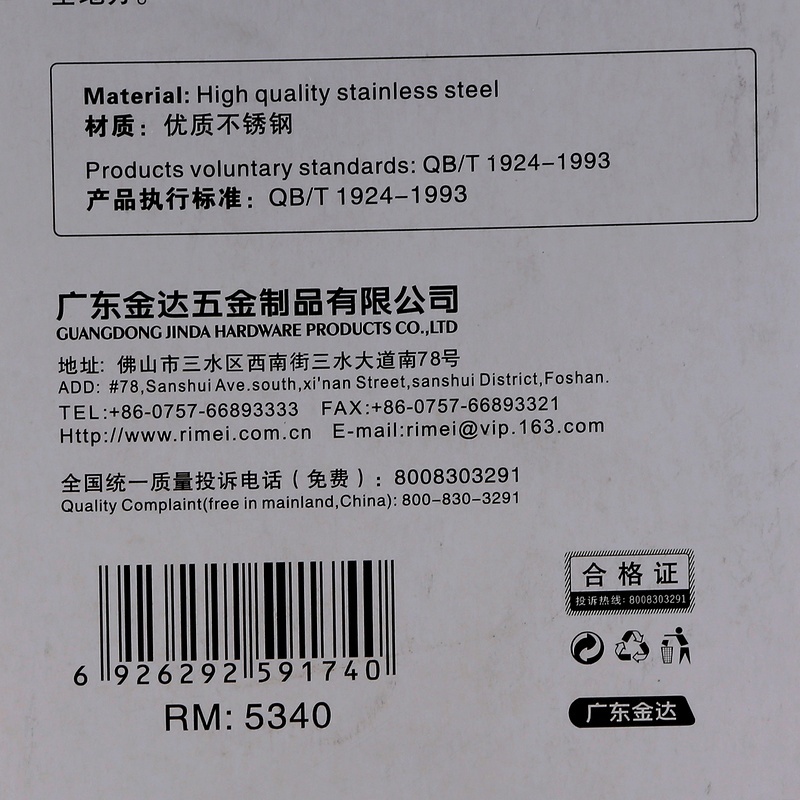 Material: High quality stainless steel
材质：优质不锈钢
Products voluntary standards: QB/T 1924-1993
产品执行标准：QB/T 1924-1993
广东金达五金制品有限公司
GUANGDONG JINDA HARDWARE PRODUCTS CO.,LTD
地址: 佛山市三水区西南街三水大道南78号
ADD: #78,Sanshui Ave.south,xi'nan Street,sanshui District,Foshan.
TEL:+86-0757-66893333 FAX:+86-0757-66893321
Http://www.rimei.com.cn E-mail:rimei@vip.163.com
全国统一质量投诉电话（免费）: 8008303291
Quality Complaint(free in mainland,China): 800-830-3291
合格证
投诉热线: 8008303291
6 926292 591740
RM: 5340
广东金达